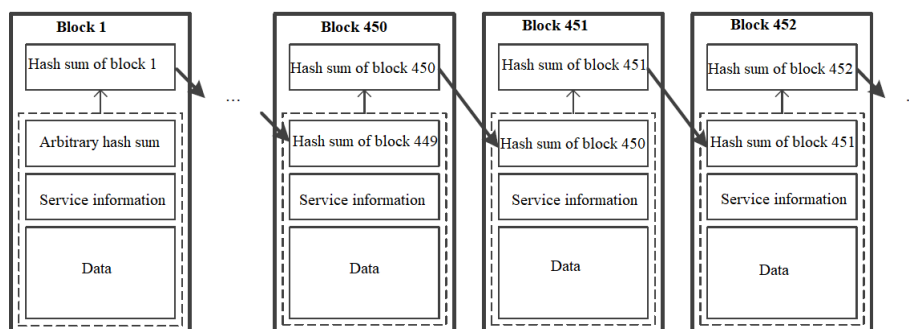 Block 1
Hash sum of block 1
Arbitrary hash sum
Service information
Data
...
Block 450
Hash sum of block 450
Hash sum of block 449
Service information
Data
Block 451
Hash sum of block 451
Hash sum of block 450
Service information
Data
Block 452
Hash sum of block 452
Hash sum of block 451
Service information
Data